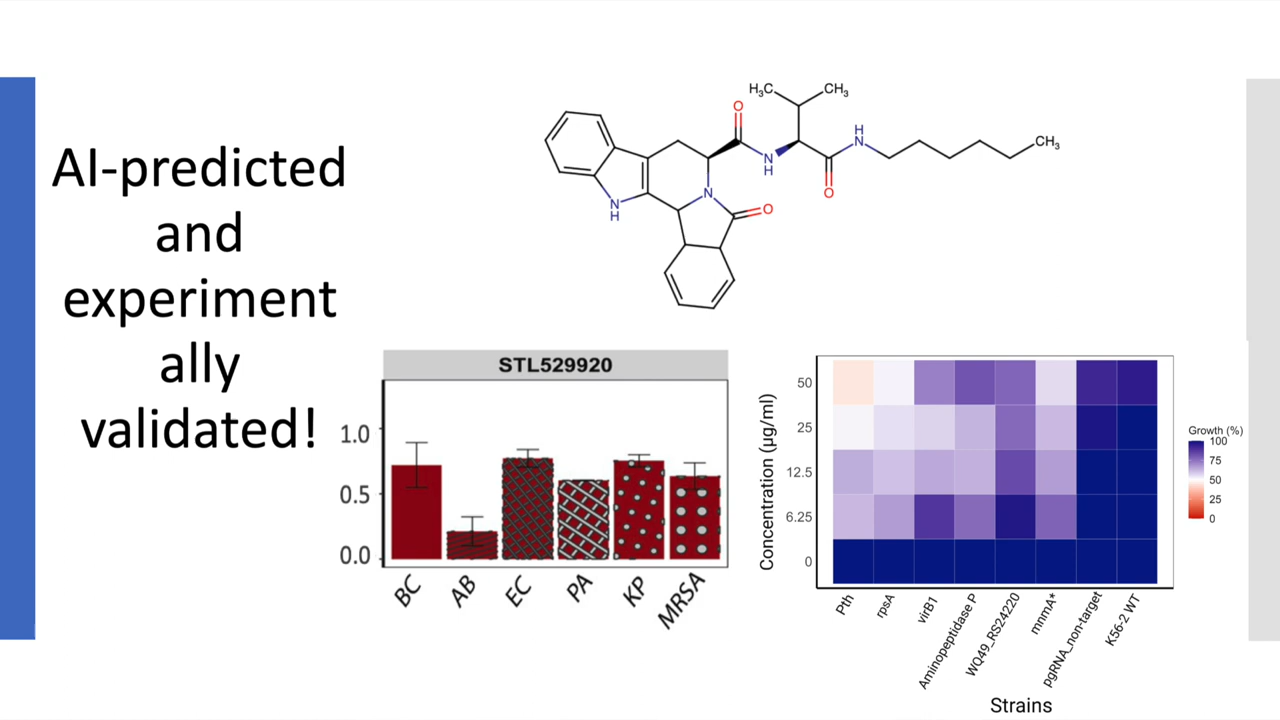 AI-predicted
and
experiment
ally
validated!
H₃C CH₃
O
H
N
CH₃
N
H
O
N
H
N
O
STL529920
1.0
0.5
0.0
BC AB EC PA KP MRSA
Concentration (µg/ml)
50
25
12.5
6.25
0
Pth rpsA virB1 Aminopeptidase P WQ49_RS24220 mnmA* pgRNA_non-target K56-2 WT
Strains
Growth (%)
100
75
50
25
0